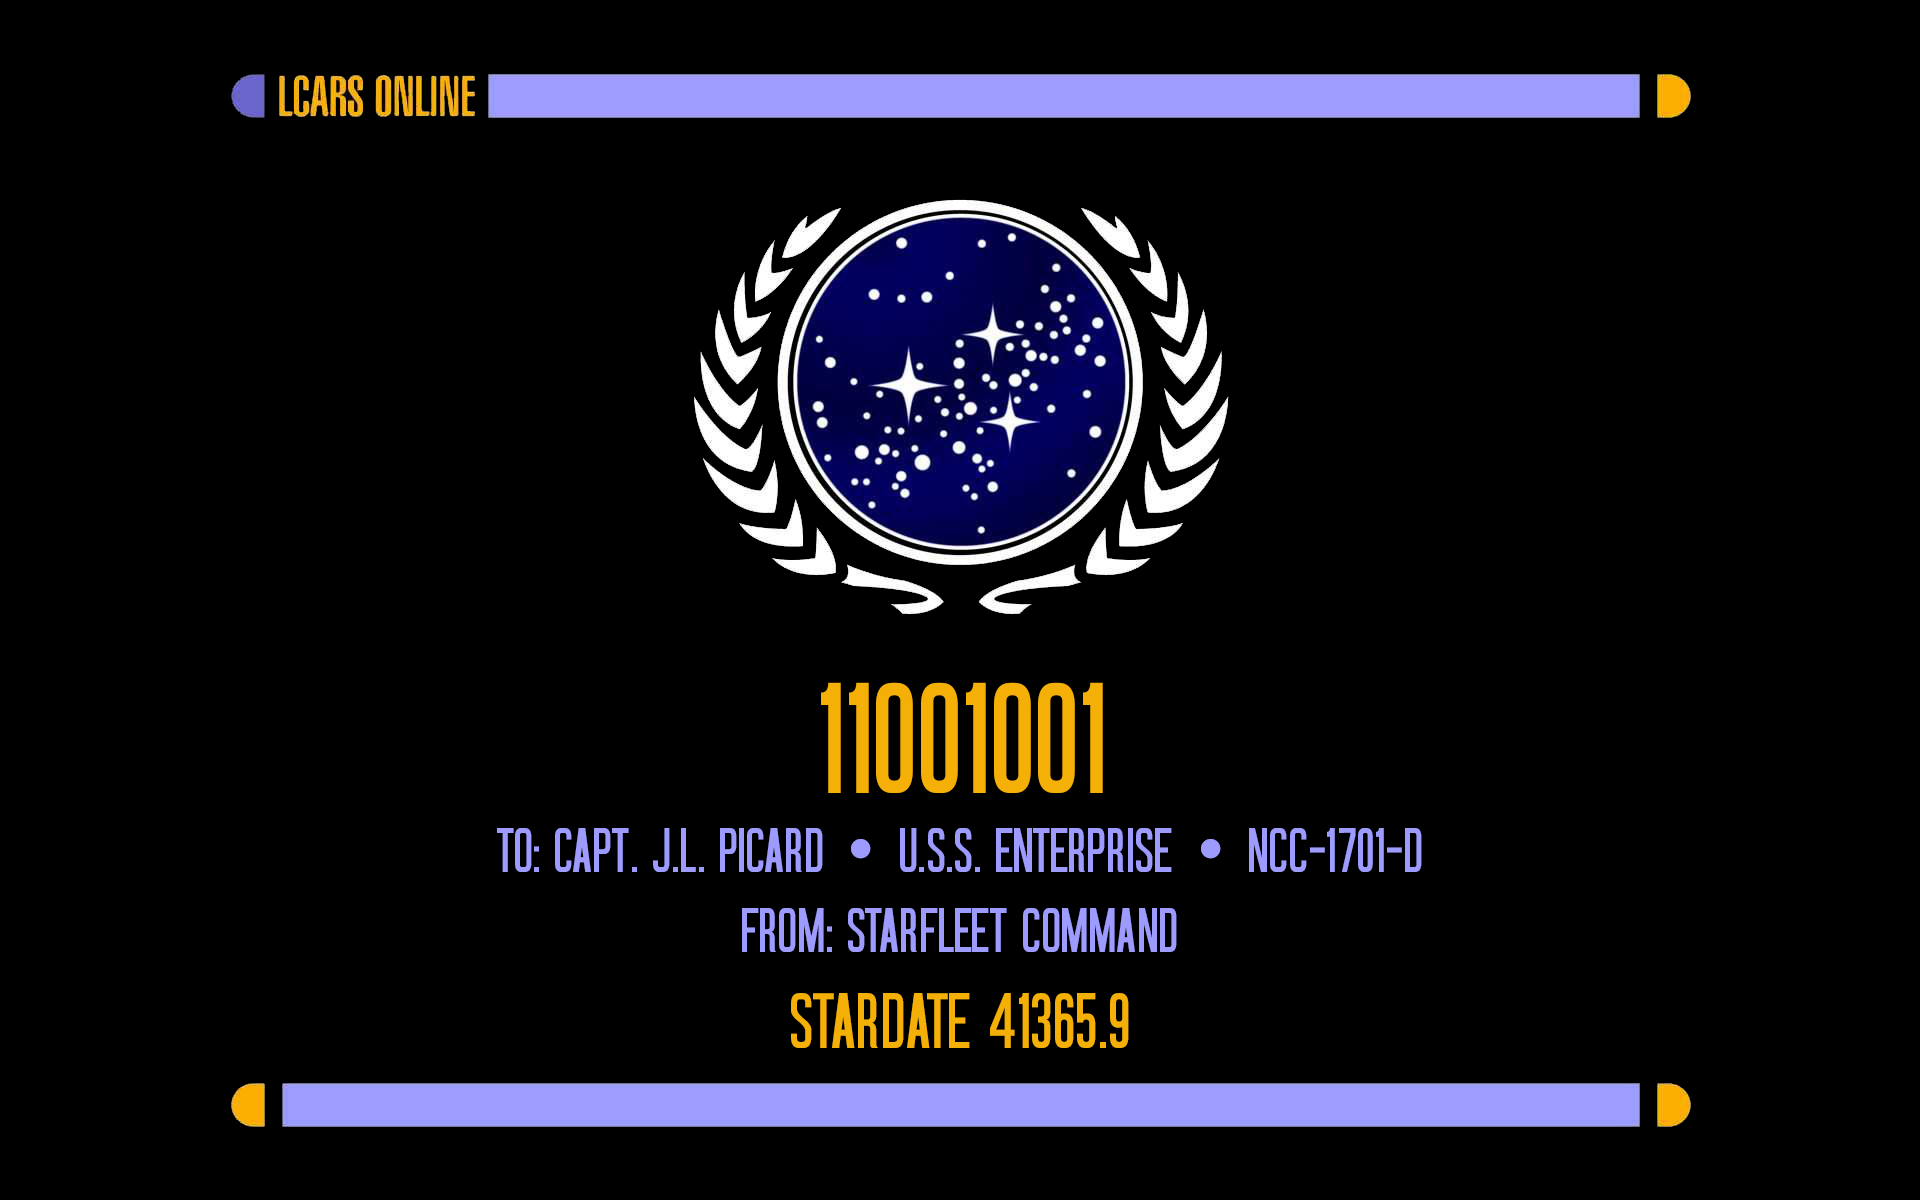 LCARS ONLINE
11001001
TO: CAPT. J.L. PICARD • U.S.S. ENTERPRISE • NCC-1701-D
FROM: STARFLEET COMMAND
STARDATE 41365.9